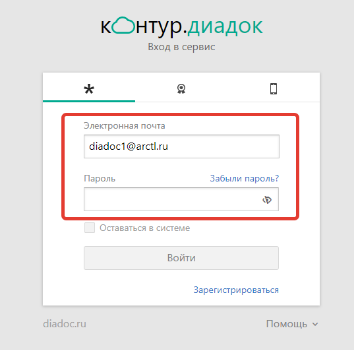 контур.диадок
Вход в сервис
Электронная почта
diadoc1@arctl.ru
Пароль Забыли пароль?
Оставаться в системе
Войти
Зарегистрироваться
diadoc.ru Помощь